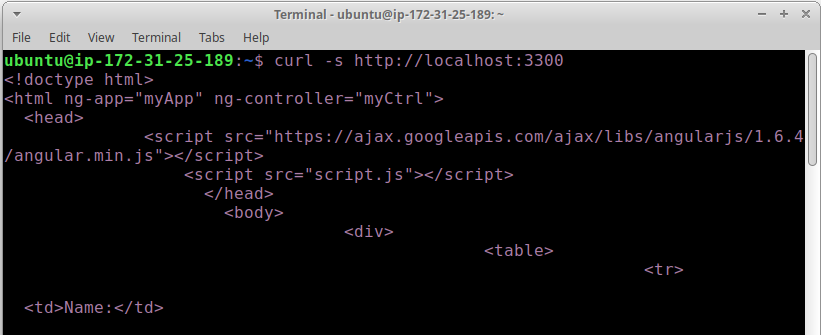 Terminal - ubuntu@ip-172-31-25-189: ~
File Edit View Terminal Tabs Help
ubuntu@ip-172-31-25-189:~$ curl -s http://localhost:3300
<!doctype html>
<html ng-app="myApp" ng-controller="myCtrl">
<head>
<script src="https://ajax.googleapis.com/ajax/libs/angularjs/1.6.4
/angular.min.js"></script>
<script src="script.js"></script>
</head>
<body>
<div>
<table>
<tr>
<td>Name:</td>